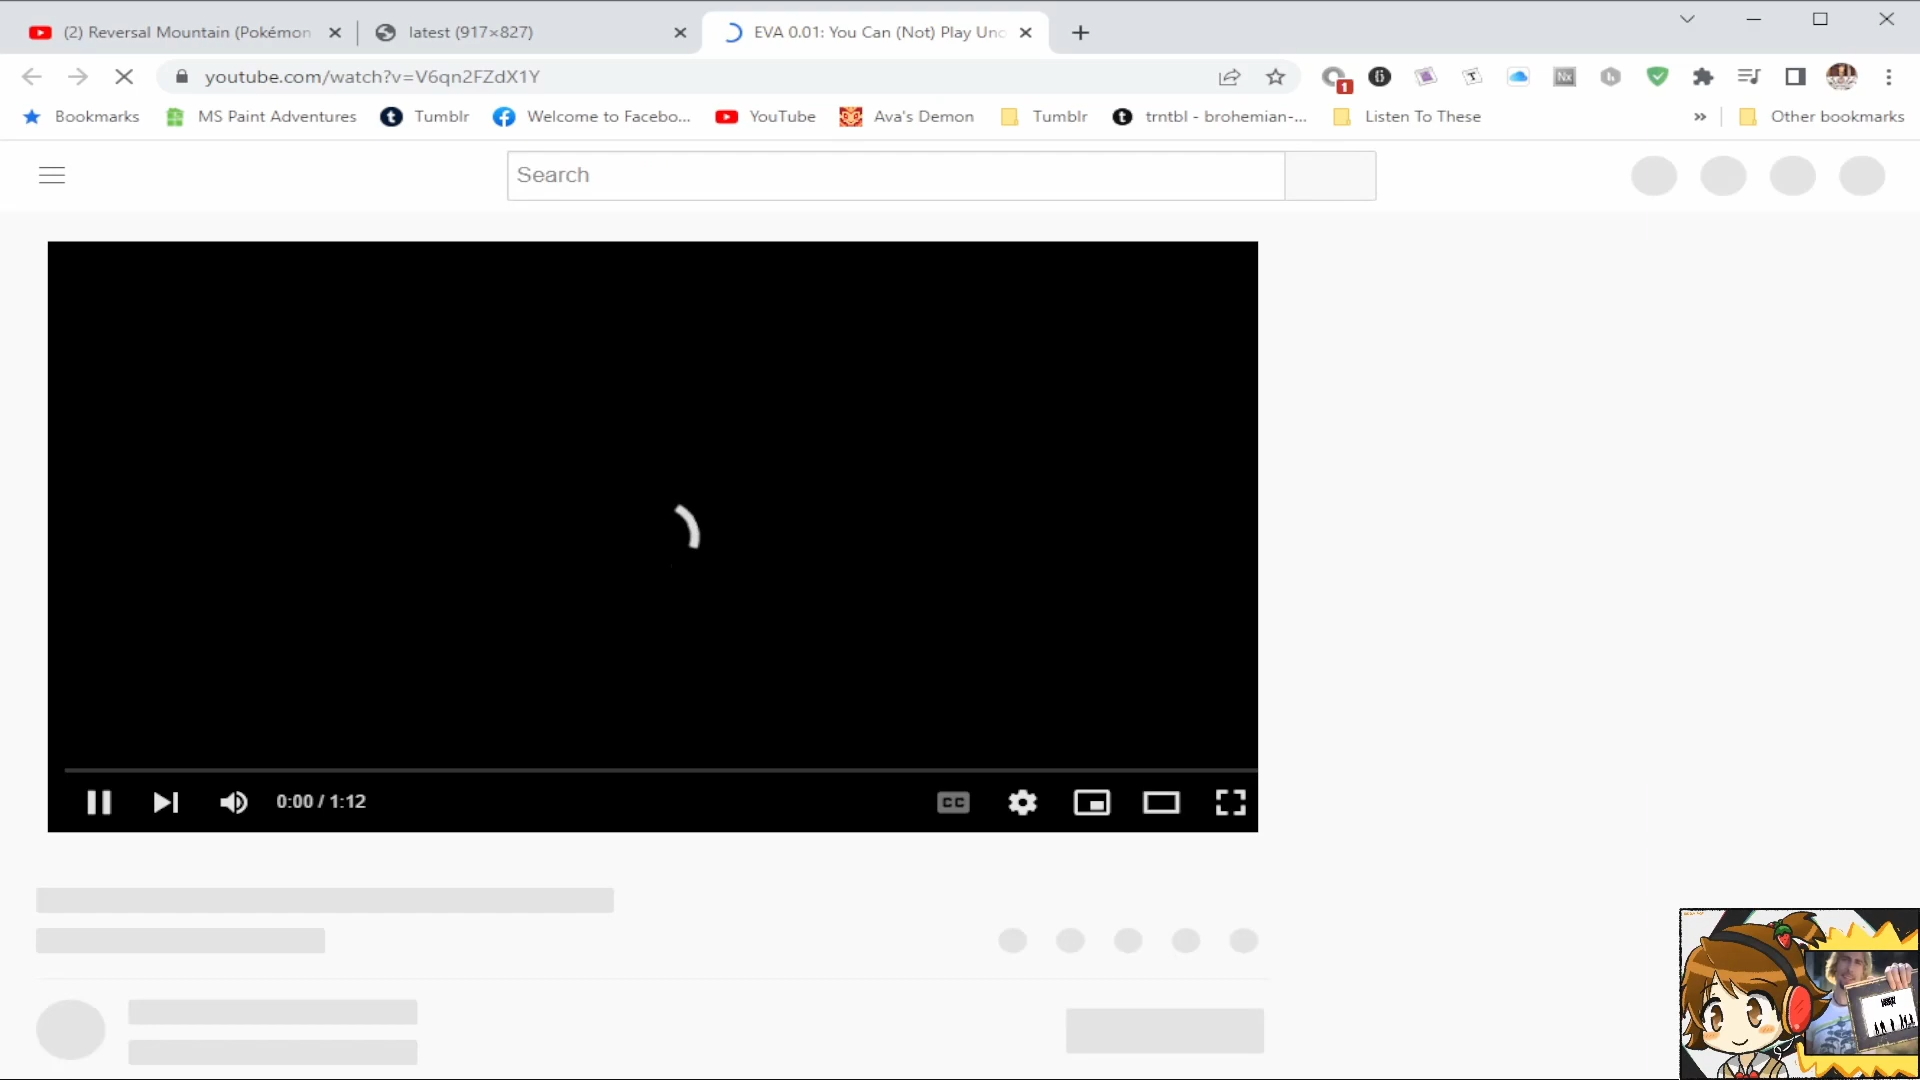 (2) Reversal Mountain (Pokémon
latest (917×827)
EVA 0.01: You Can (Not) Play Unc
youtube.com/watch?v=V6qn2FZdX1Y
1
Nx
Bookmarks
MS Paint Adventures
Tumblr
Welcome to Facebo...
YouTube
Ava's Demon
Tumblr
trntbl - brohemian-...
Listen To These
»
Other bookmarks
Search
0:00 / 1:12
CC